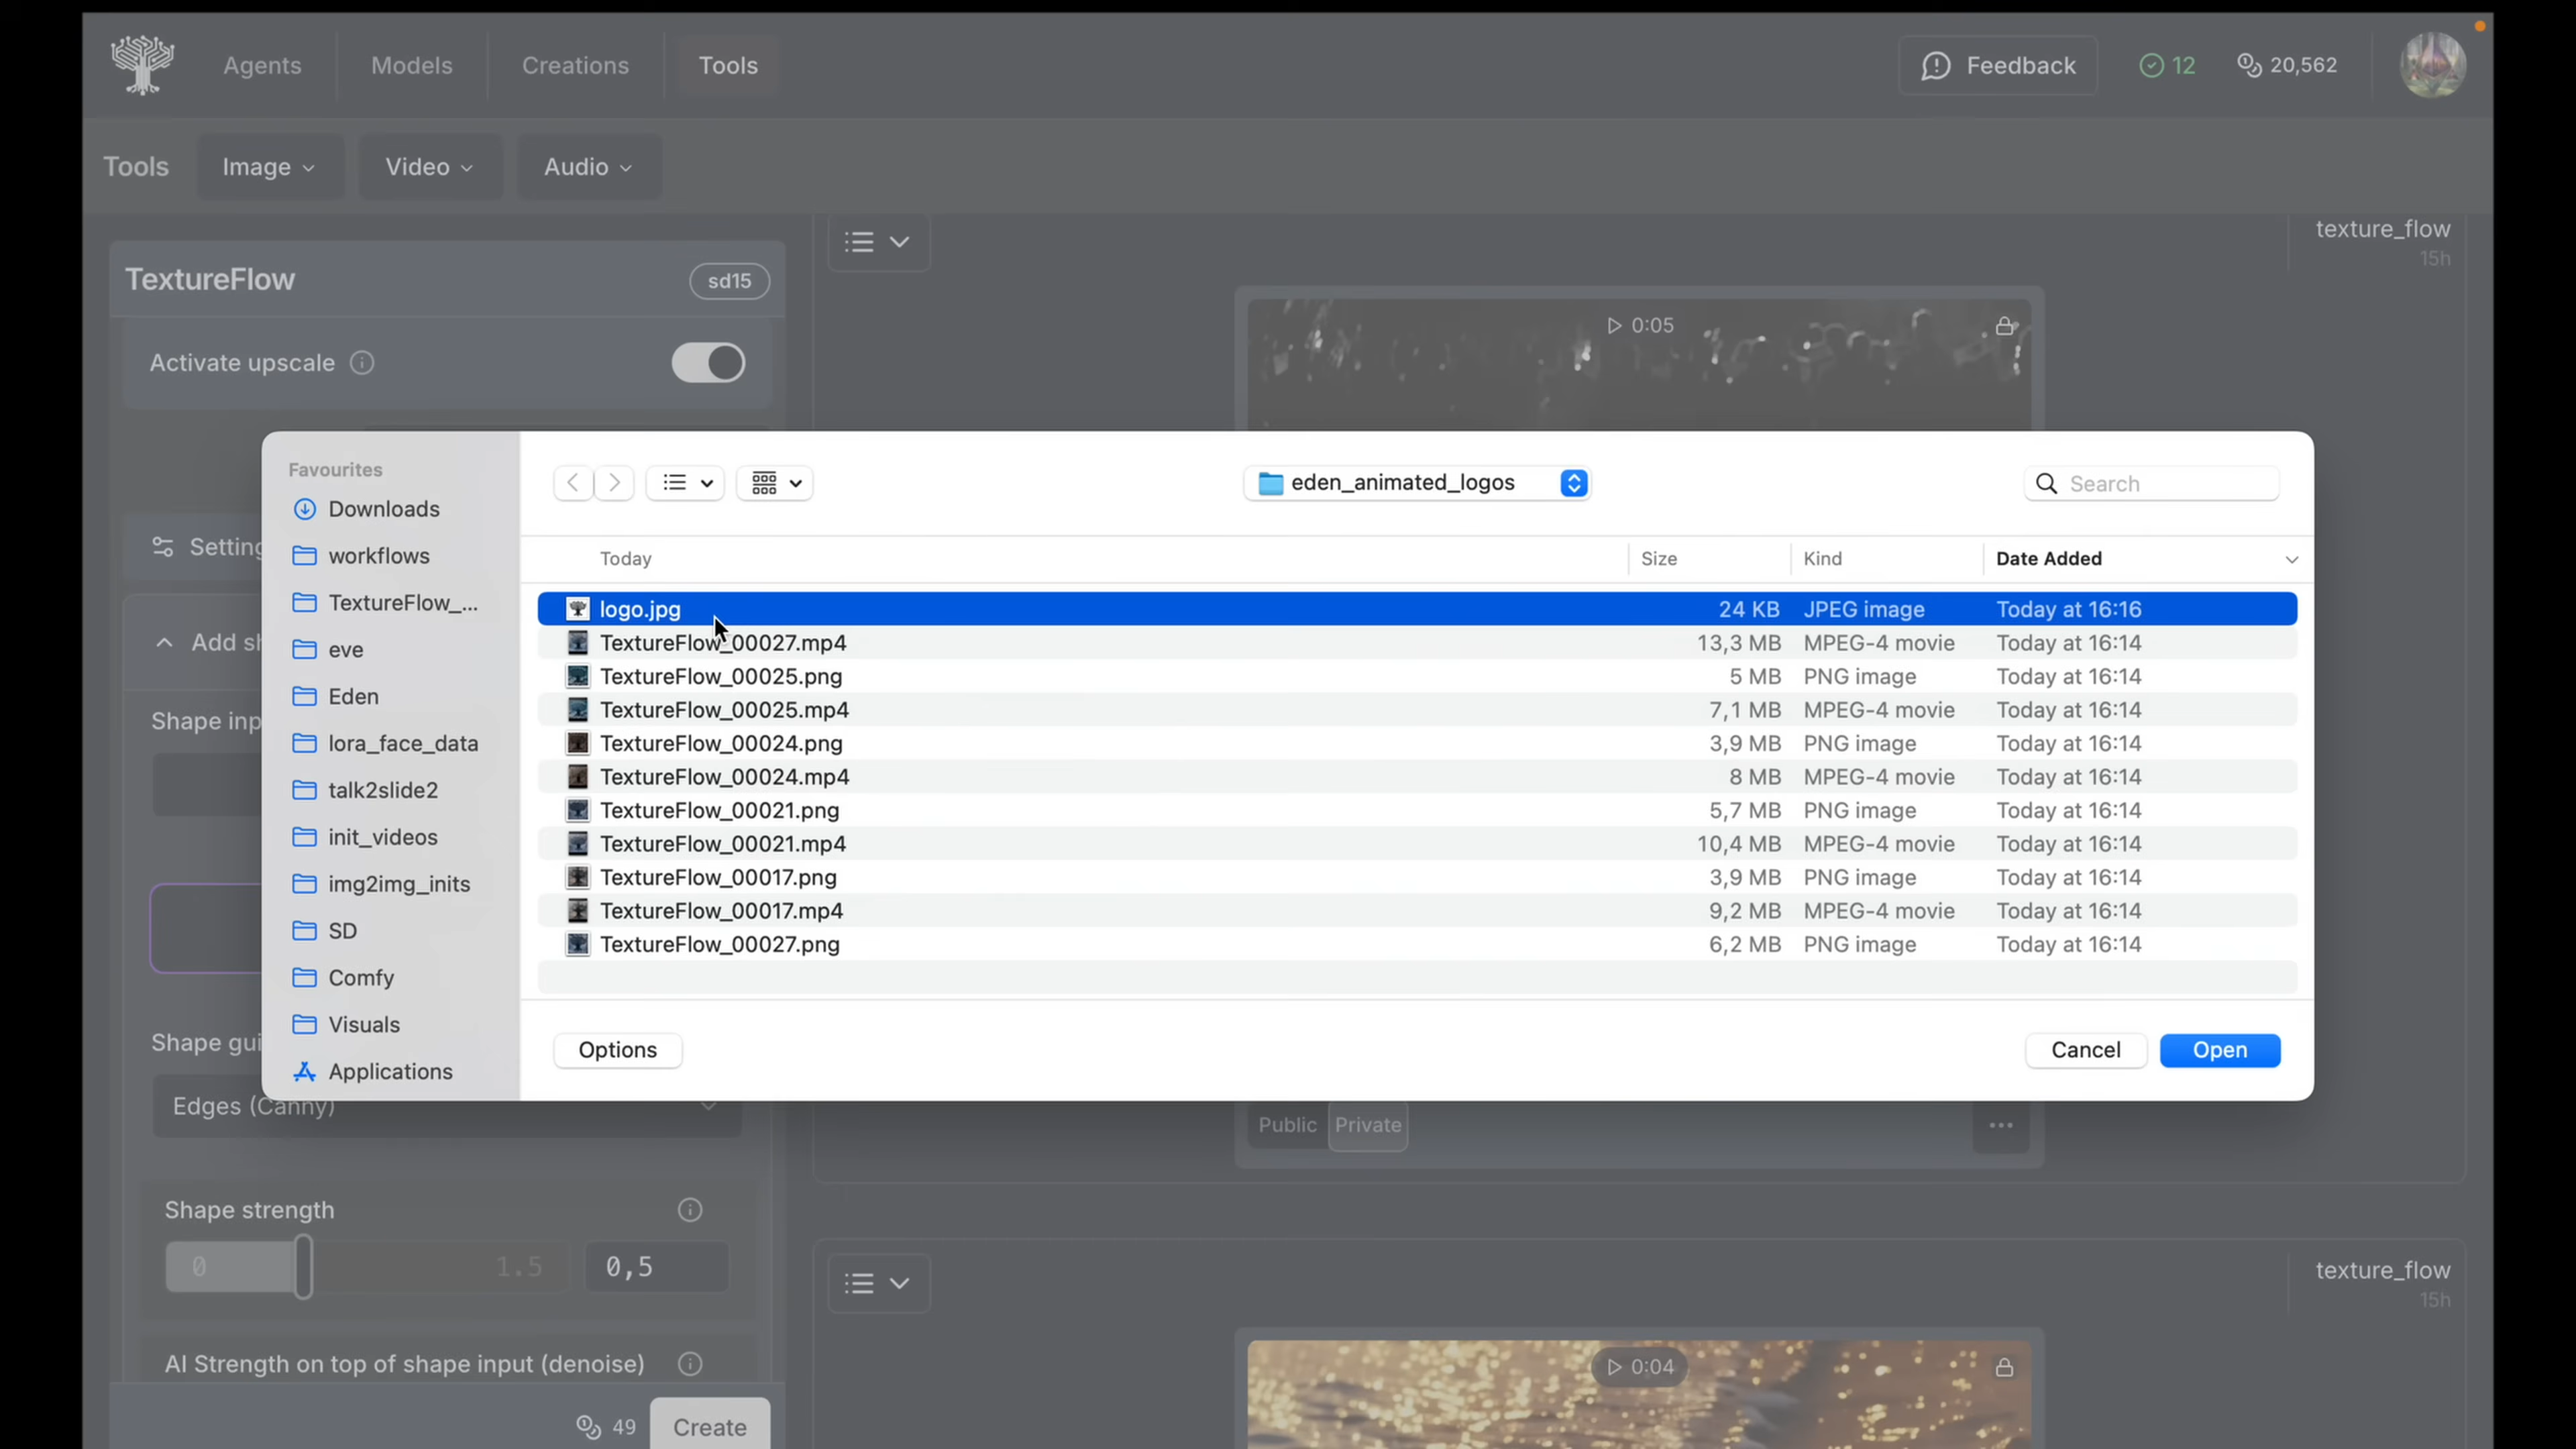 Agents
Models
Creations
Tools
Feedback
12
20,562
Tools
Image
Video
Audio
TextureFlow
sd15
Activate upscale
texture_flow
15h
0:05
Settin
Add s
Shape inp
Shape gui
Edges (Canny)
Shape strength
0
1.5
0,5
AI Strength on top of shape input (denoise)
49
Create
Favourites
Downloads
workflows
TextureFlow_...
eve
Eden
lora_face_data
talk2slide2
init_videos
img2img_inits
SD
Comfy
Visuals
Applications
eden_animated_logos
Search
Today
Size
Kind
Date Added
logo.jpg 24 KB JPEG image Today at 16:16
TextureFlow_00027.mp4 13,3 MB MPEG-4 movie Today at 16:14
TextureFlow_00025.png 5 MB PNG image Today at 16:14
TextureFlow_00025.mp4 7,1 MB MPEG-4 movie Today at 16:14
TextureFlow_00024.png 3,9 MB PNG image Today at 16:14
TextureFlow_00024.mp4 8 MB MPEG-4 movie Today at 16:14
TextureFlow_00021.png 5,7 MB PNG image Today at 16:14
TextureFlow_00021.mp4 10,4 MB MPEG-4 movie Today at 16:14
TextureFlow_00017.png 3,9 MB PNG image Today at 16:14
TextureFlow_00017.mp4 9,2 MB MPEG-4 movie Today at 16:14
TextureFlow_00027.png 6,2 MB PNG image Today at 16:14
Options
Cancel
Open
Public
Private
texture_flow
15h
0:04